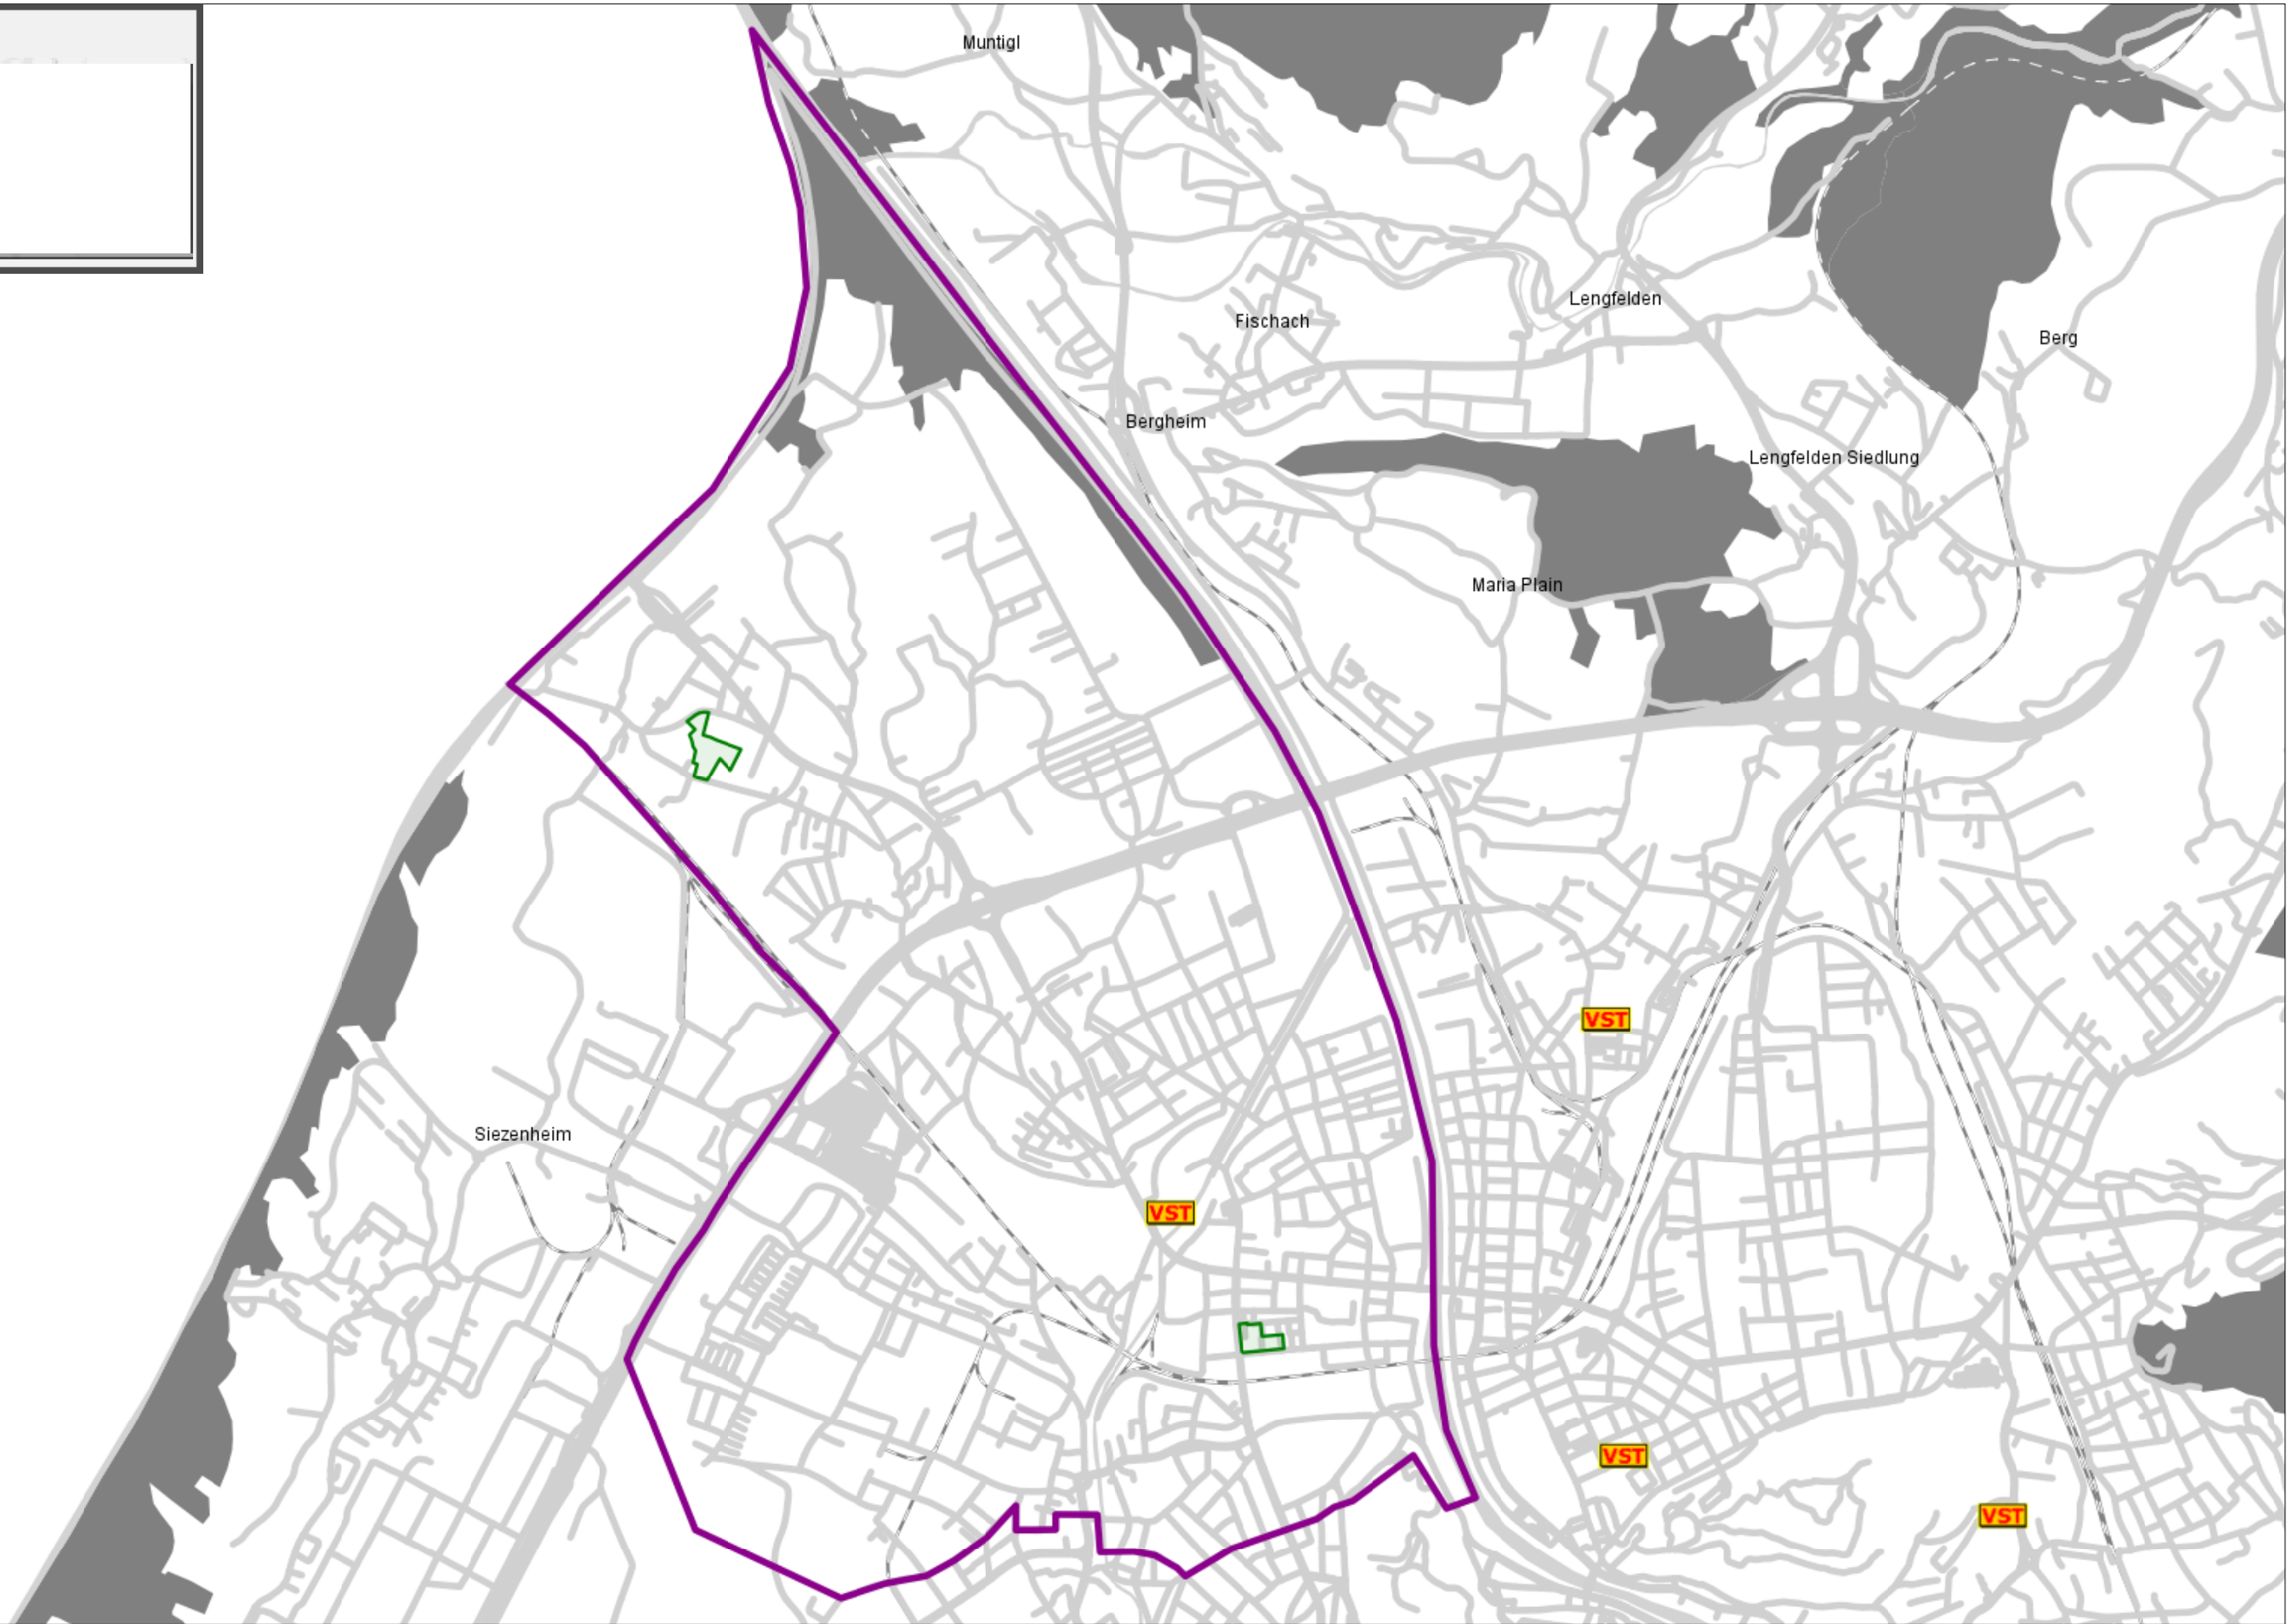 Muntigl
Lengfelden
Fischach
Berg
Bergheim
Lengfelden Siedlung
Maria Plain
VST
Siezenheim
VST
VST
VST